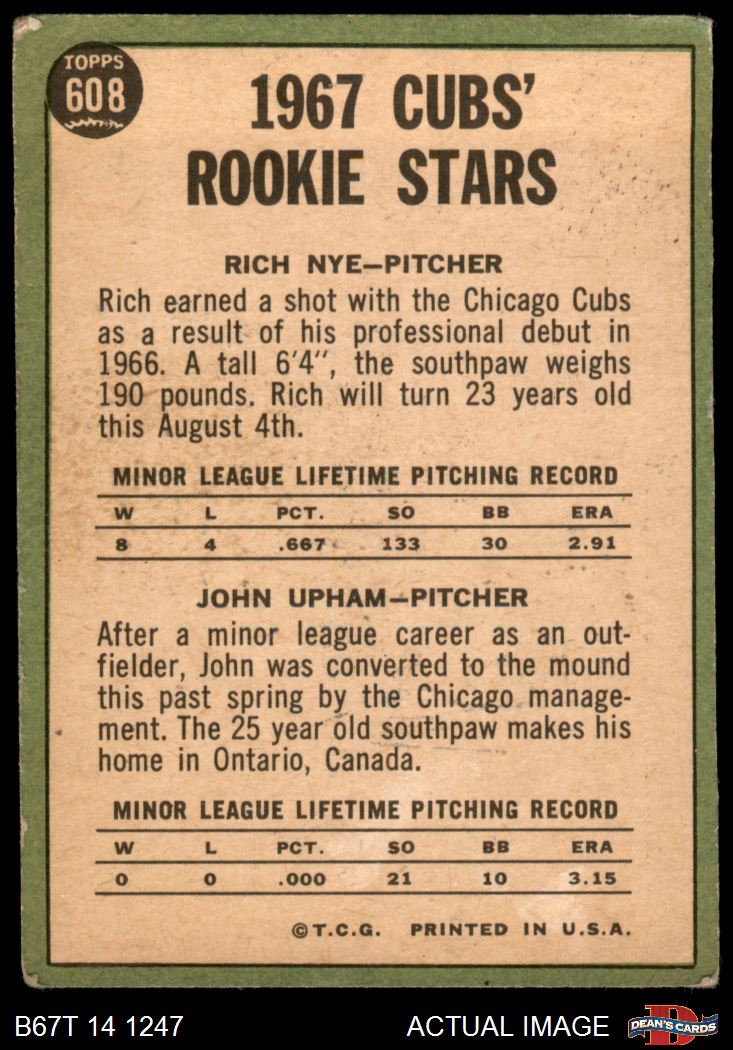 TOPPS
608
1967 CUBS'
ROOKIE STARS
RICH NYE—PITCHER
Rich earned a shot with the Chicago Cubs
as a result of his professional debut in
1966. A tall 6'4", the southpaw weighs
190 pounds. Rich will turn 23 years old
this August 4th.
MINOR LEAGUE LIFETIME PITCHING RECORD
W L PCT. SO BB ERA
8 4 .667 133 30 2.91
JOHN UPHAM—PITCHER
After a minor league career as an out-
fielder, John was converted to the mound
this past spring by the Chicago manage-
ment. The 25 year old southpaw makes his
home in Ontario, Canada.
MINOR LEAGUE LIFETIME PITCHING RECORD
W L PCT. SO BB ERA
0 0 .000 21 10 3.15
©T.C.G. PRINTED IN U.S.A.
B67T 14 1247 ACTUAL IMAGE DEAN'S CARDS